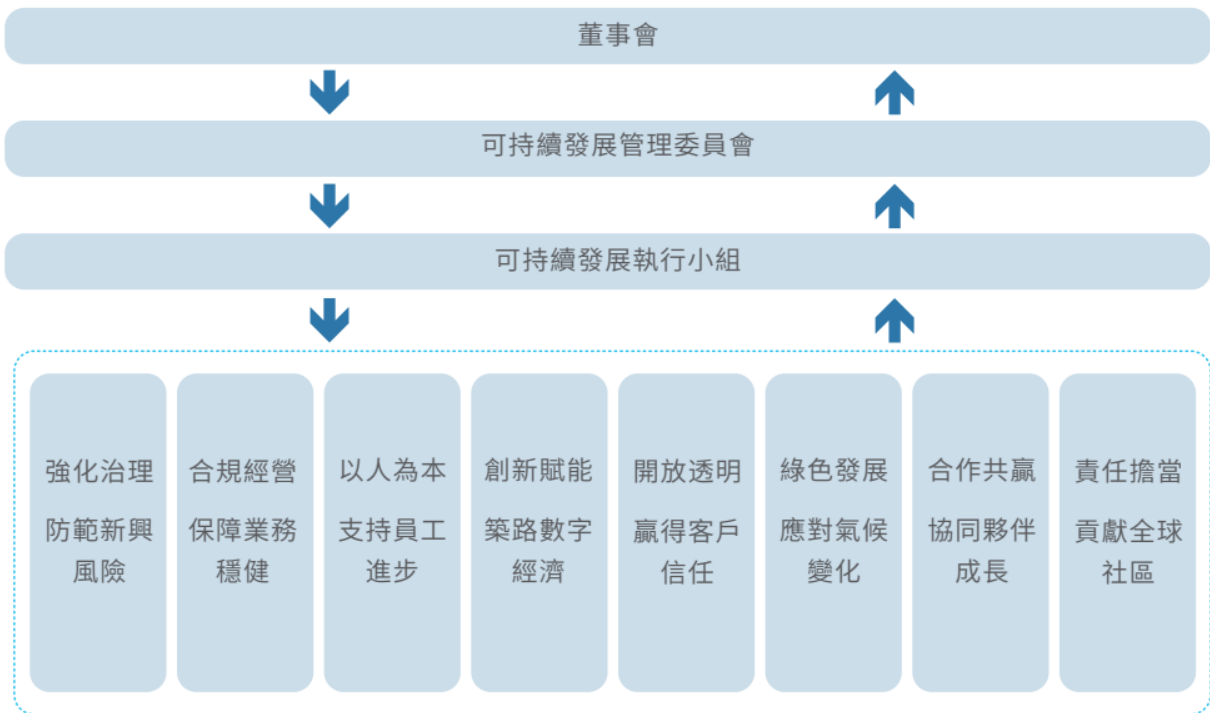 董事會
可持續發展管理委員會
可持續發展執行小組
強化治理
防範新興
風險
合規經營
保障業務
穩健
以人為本
支持員工
進步
創新賦能
築路數字
經濟
開放透明
贏得客戶
信任
綠色發展
應對氣候
變化
合作共贏
協同夥伴
成長
責任擔當
貢獻全球
社區